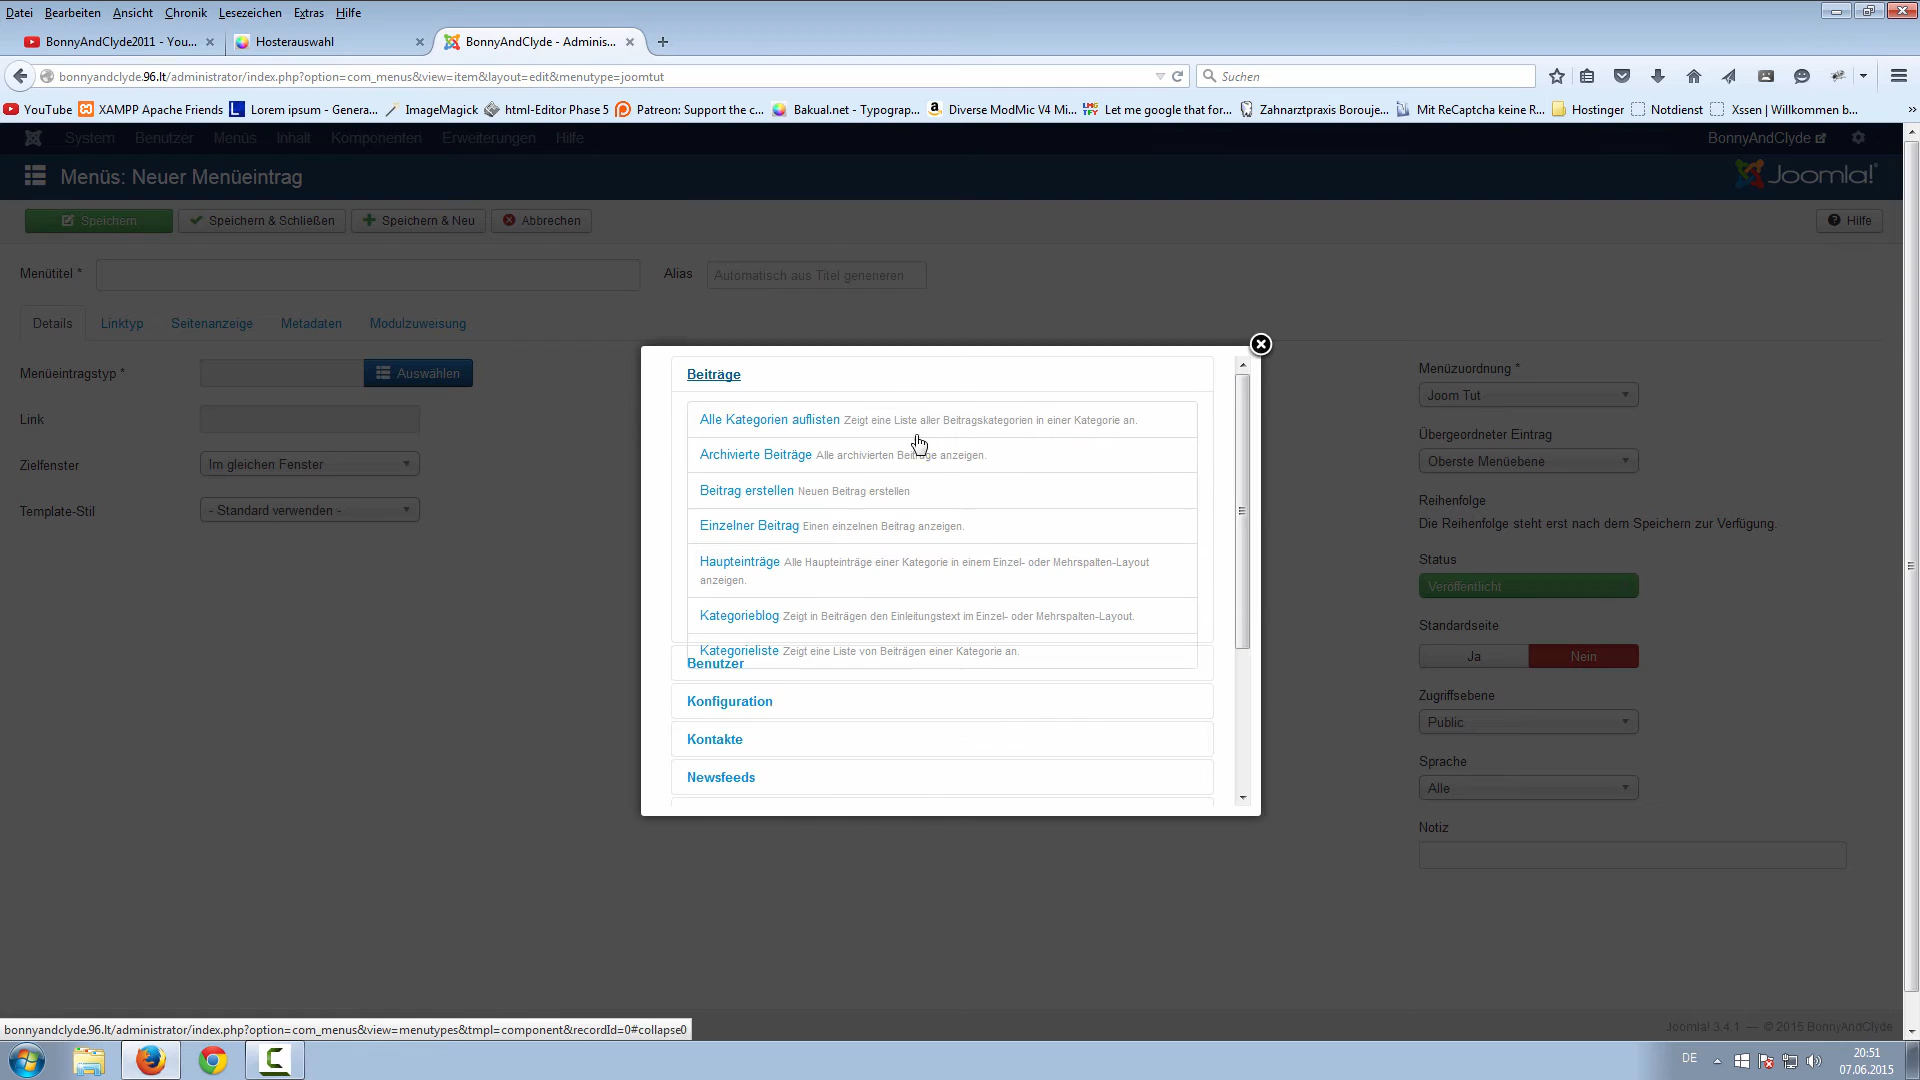 Datei Bearbeiten Ansicht Chronik Lesezeichen Extras Hilfe
BonnyAndClyde2011 - You... Hosterauswahl BonnyAndClyde - Adminis...
bonnyandclyde.96.lt/administrator/index.php?option=com_menus&view=item&layout=edit&menutype=joomtut Suchen
YouTube XAMPP Apache Friends Lorem ipsum - Genera... ImageMagick html-Editor Phase 5 Patreon: Support the c... Bakual.net - Typograp... Diverse ModMic V4 Mi... LMG TFY Let me google that for... Zahnarztpraxis Borouje... Mit ReCaptcha keine R... Hostinger Notdienst Xssen | Willkommen b...
System Benutzer Menüs Inhalt Komponenten Erweiterungen Hilfe BonnyAndClyde
Menüs: Neuer Menüeintrag Joomla!
Speichern Speichern & Schließen Speichern & Neu Abbrechen Hilfe
Menütitel * Alias Automatisch aus Titel generieren
Details Linktyp Seitenanzeige Metadaten Modulzuweisung
Menüeintragstyp * Auswählen
Link
Zielfenster Im gleichen Fenster
Template-Stil - Standard verwenden -
Beiträge
Alle Kategorien auflisten Zeigt eine Liste aller Beitragskategorien in einer Kategorie an.
Archivierte Beiträge Alle archivierten Beiträge anzeigen.
Beitrag erstellen Neuen Beitrag erstellen
Einzelner Beitrag Einen einzelnen Beitrag anzeigen.
Haupteinträge Alle Haupteinträge einer Kategorie in einem Einzel- oder Mehrspalten-Layout
anzeigen.
Kategorieblog Zeigt in Beiträgen den Einleitungstext im Einzel- oder Mehrspalten-Layout.
Kategorieliste Zeigt eine Liste von Beiträgen einer Kategorie an.
Benutzer
Konfiguration
Kontakte
Newsfeeds
Menüzuordnung *
Joom Tut
Übergeordneter Eintrag
Oberste Menüebene
Reihenfolge
Die Reihenfolge steht erst nach dem Speichern zur Verfügung.
Status
Veröffentlicht
Standardseite
Ja Nein
Zugriffsebene
Public
Sprache
Alle
Notiz
Joomla! 3.4.1 — © 2015 BonnyAndClyde
bonnyandclyde.96.lt/administrator/index.php?option=com_menus&view=menutypes&tmpl=component&recordId=0#collapse0
DE 20:51
07.06.2015